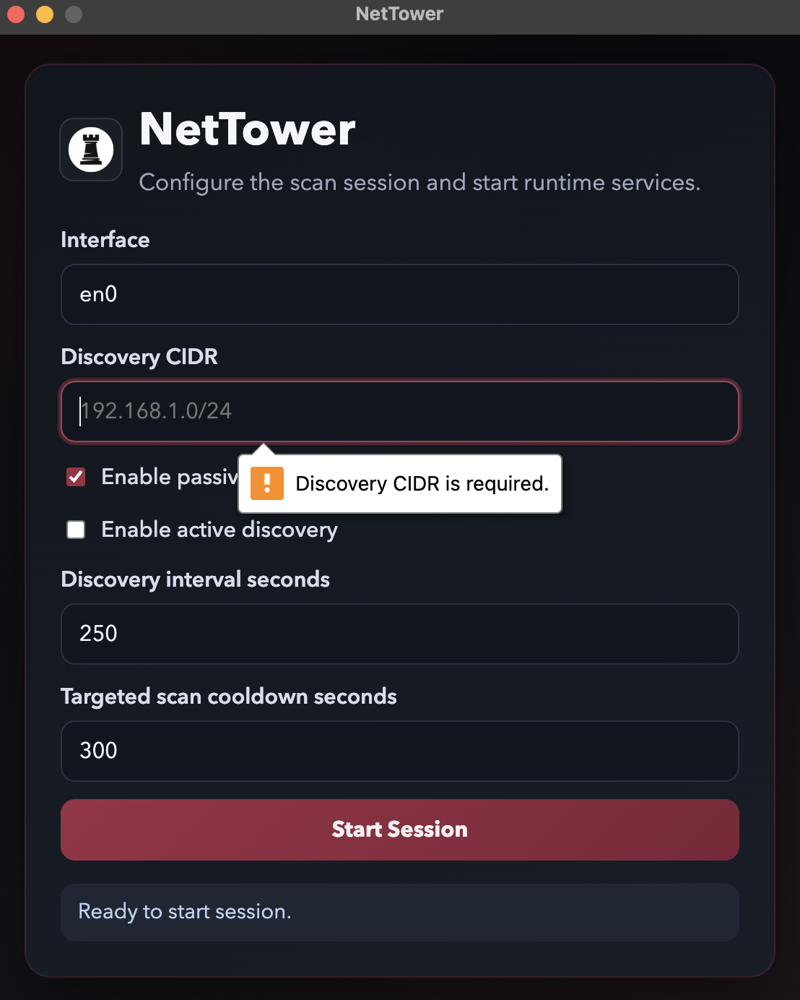 NetTower
NetTower
Configure the scan session and start runtime services.
Interface
en0
Discovery CIDR
192.168.1.0/24
Discovery CIDR is required.
Enable passiv
Enable active discovery
Discovery interval seconds
250
Targeted scan cooldown seconds
300
Start Session
Ready to start session.